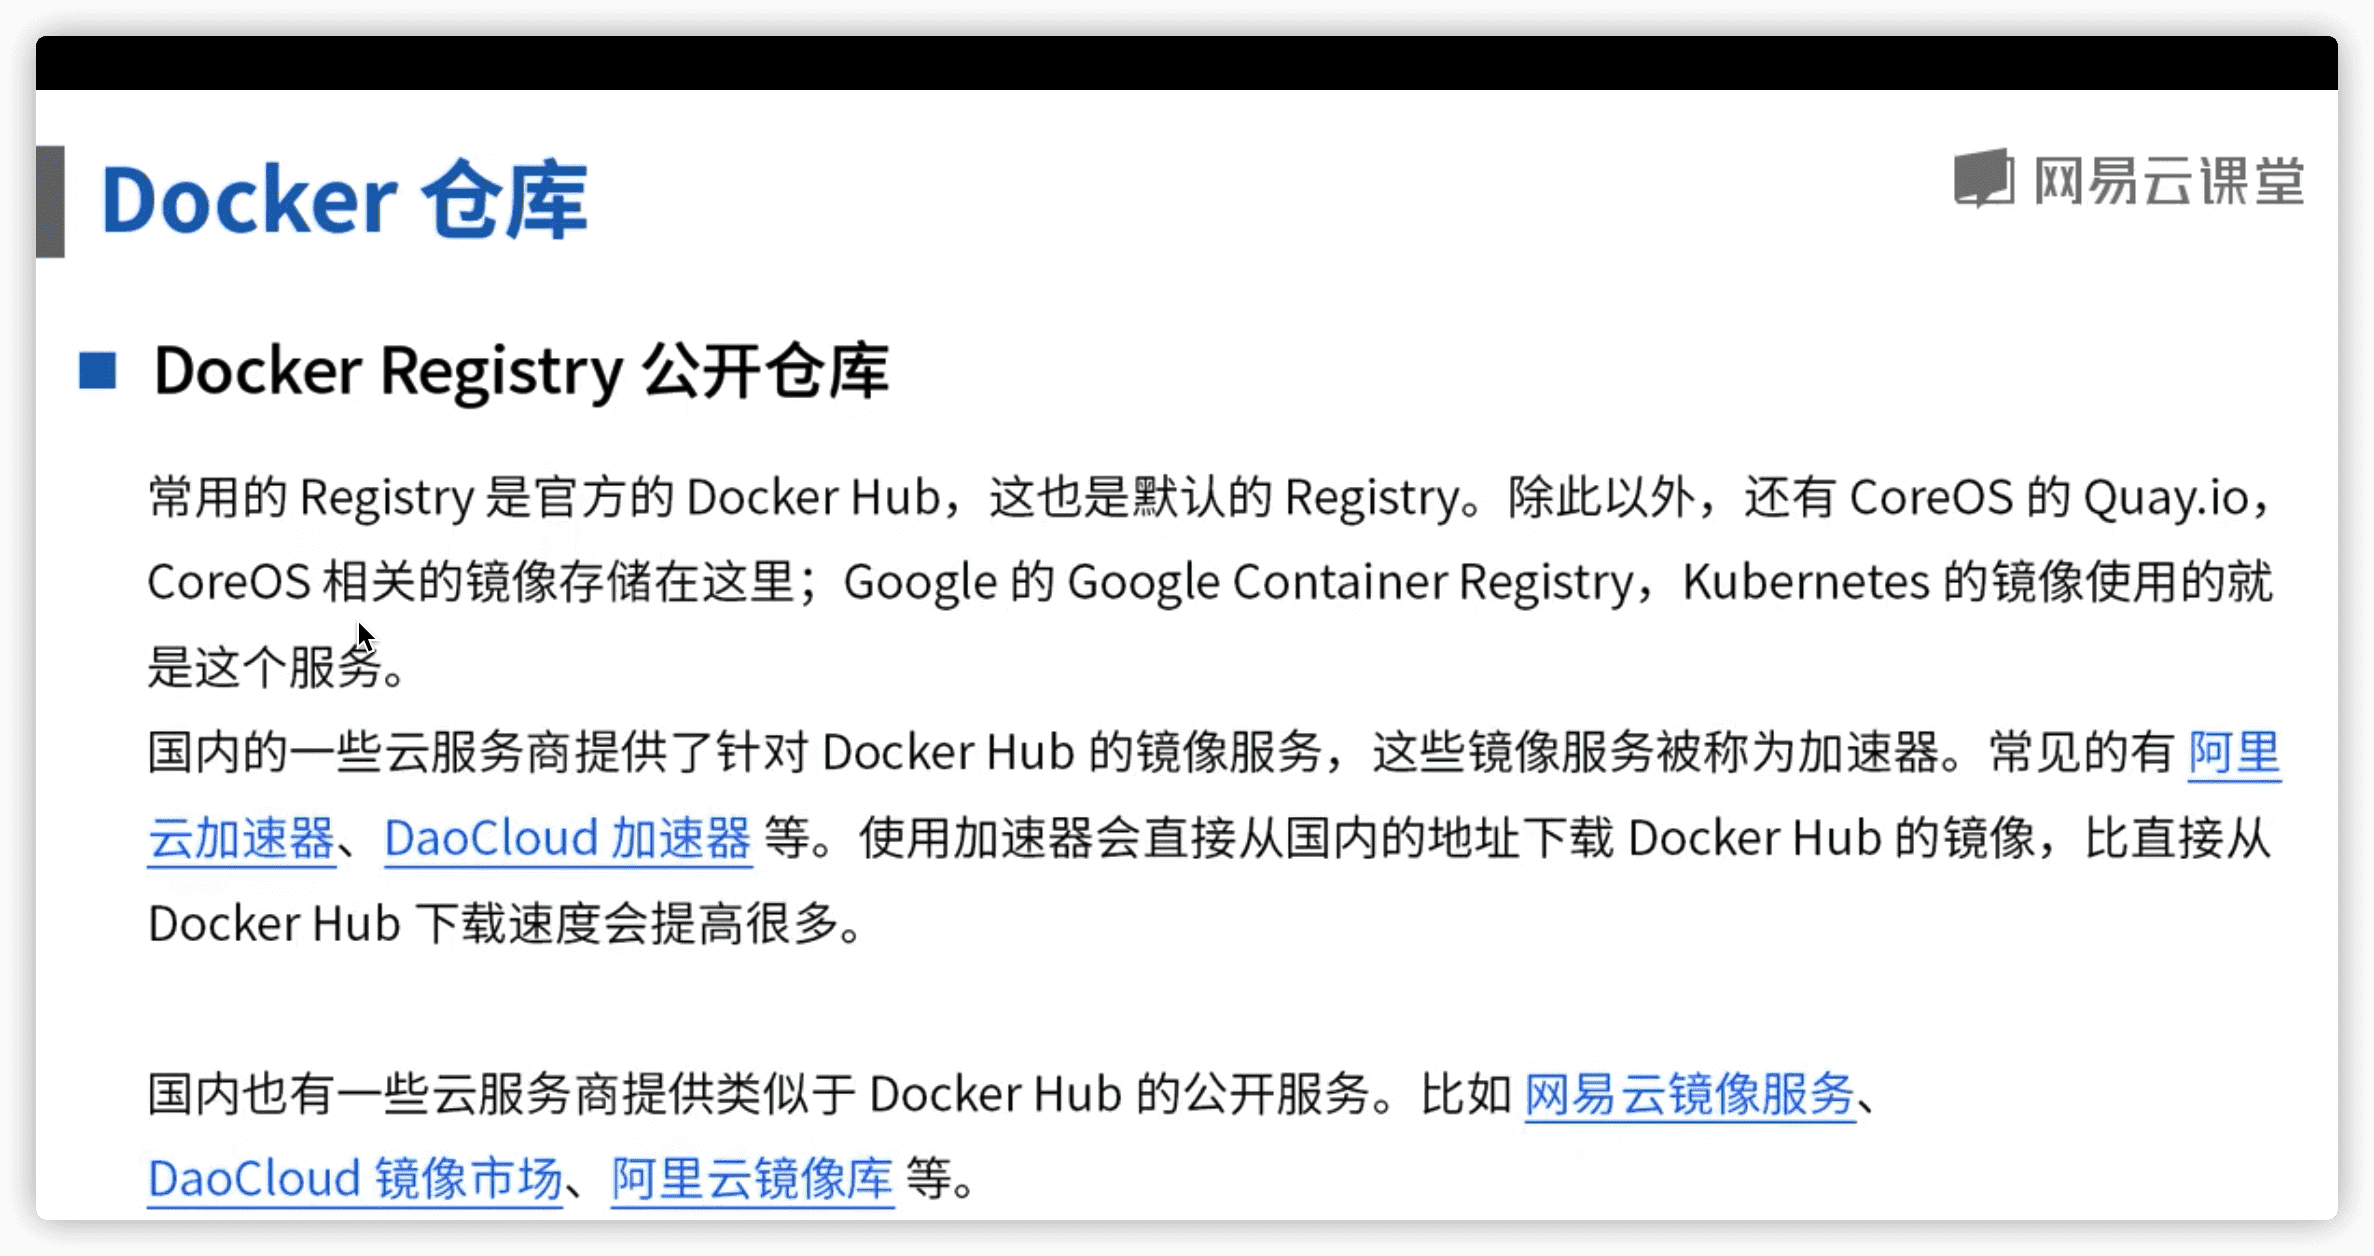 Docker 仓库
网易云课堂
Docker Registry 公开仓库
常用的 Registry 是官方的 Docker Hub，这也是默认的 Registry。除此以外，还有 CoreOS 的 Quay.io，
CoreOS 相关的镜像存储在这里；Google 的 Google Container Registry，Kubernetes 的镜像使用的就
是这个服务。
国内的一些云服务商提供了针对 Docker Hub 的镜像服务，这些镜像服务被称为加速器。常见的有 阿里
云加速器、DaoCloud 加速器 等。使用加速器会直接从国内的地址下载 Docker Hub 的镜像，比直接从
Docker Hub 下载速度会提高很多。
国内也有一些云服务商提供类似于 Docker Hub 的公开服务。比如 网易云镜像服务、
DaoCloud 镜像市场、阿里云镜像库 等。